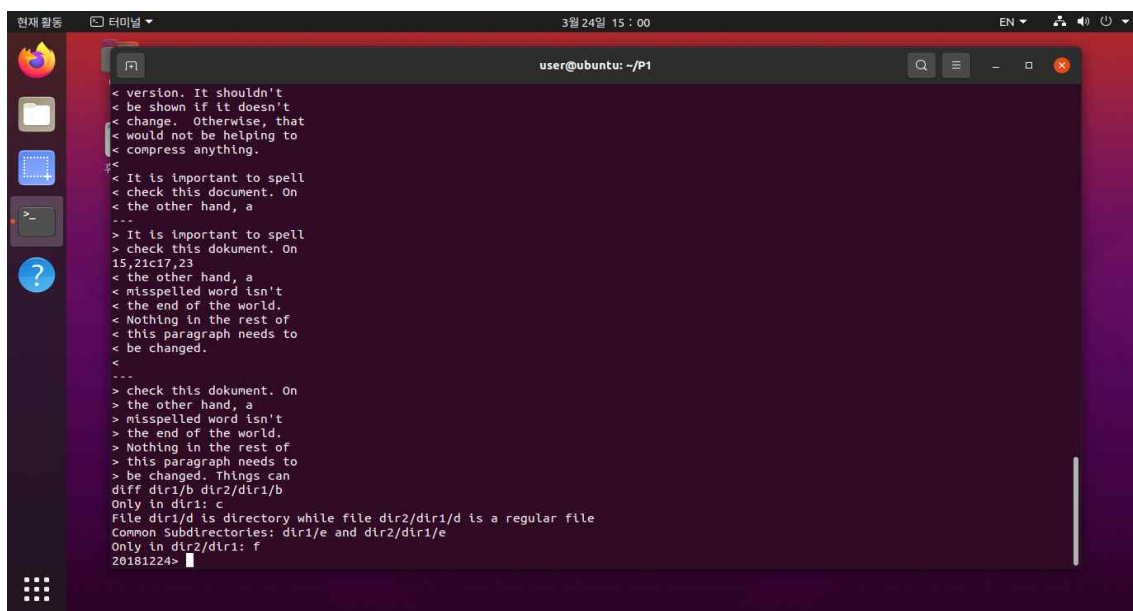 현재 활동 터미널 3월 24일 15 : 00 EN
user@ubuntu: ~/P1
< version. It shouldn't
< be shown if it doesn't
< change.  Otherwise, that
< would not be helping to
< compress anything.
<
< It is important to spell
< check this document. On
< the other hand, a
---
> It is important to spell
> check this dokument. On
15,21c17,23
< the other hand, a
< misspelled word isn't
< the end of the world.
< Nothing in the rest of
< this paragraph needs to
< be changed.
<
---
> check this dokument. On
> the other hand, a
> misspelled word isn't
> the end of the world.
> Nothing in the rest of
> this paragraph needs to
> be changed. Things can
diff dir1/b dir2/dir1/b
Only in dir1: c
File dir1/d is directory while file dir2/dir1/d is a regular file
Common Subdirectories: dir1/e and dir2/dir1/e
Only in dir2/dir1: f
20181224>